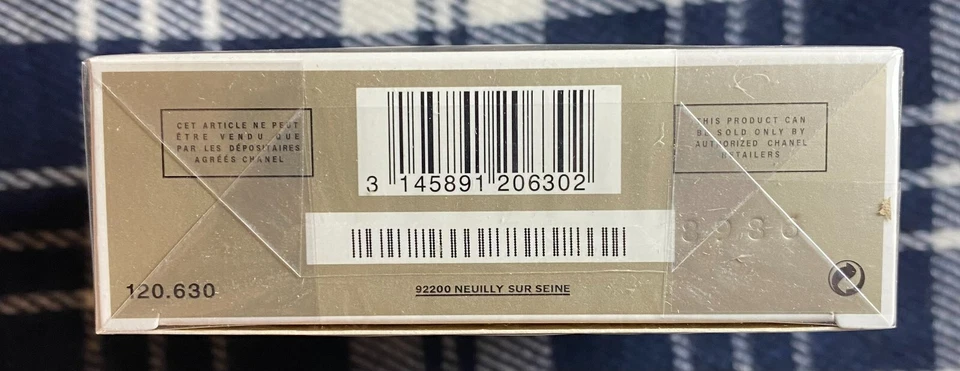 CET ARTICLE NE PEUT
ÊTRE VENDU QUE
PAR LES DÉPOSITAIRES
AGRÉÉS CHANEL
3 145891 206302
THIS PRODUCT CAN
BE SOLD ONLY BY
AUTHORIZED CHANEL
RETAILERS
120.630
92200 NEUILLY SUR SEINE